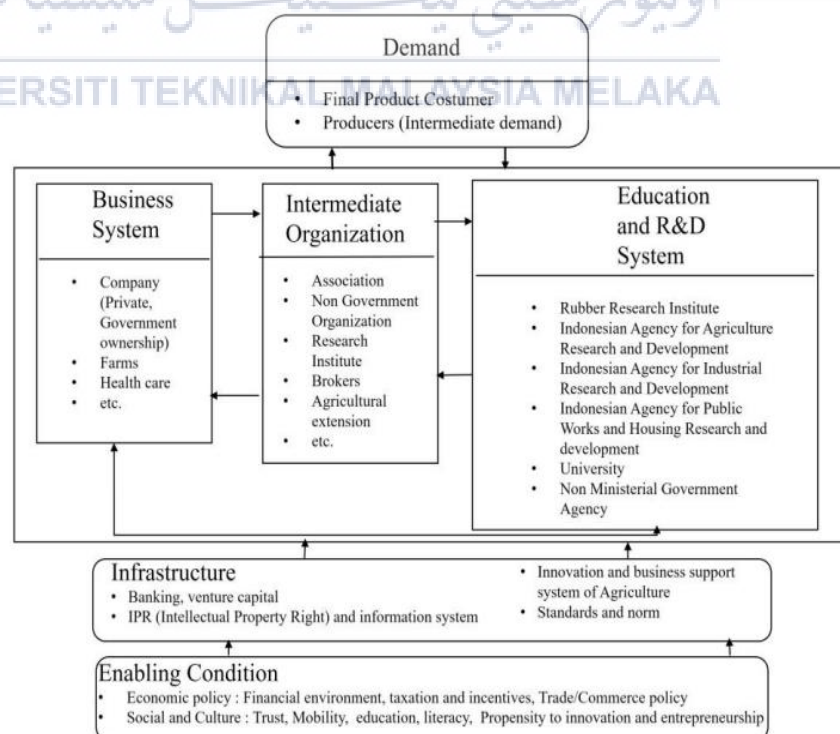 اونيۏرسيتي تيكنيكل مليسيا
ERSITI TEKNIKAL MALAYSIA MELAKA
Demand
• Final Product Costumer
• Producers (Intermediate demand)
Business
System
• Company
(Private,
Government
ownership)
• Farms
• Health care
• etc.
Intermediate
Organization
• Association
• Non Government
Organization
• Research
Institute
• Brokers
• Agricultural
extension
• etc.
Education
and R&D
System
• Rubber Research Institute
• Indonesian Agency for Agriculture
Research and Development
• Indonesian Agency for Industrial
Research and Development
• Indonesian Agency for Public
Works and Housing Research and
development
• University
• Non Ministerial Government
Agency
Infrastructure
• Banking, venture capital
• IPR (Intellectual Property Right) and information system
• Innovation and business support
system of Agriculture
• Standards and norm
Enabling Condition
• Economic policy : Financial environment, taxation and incentives, Trade/Commerce policy
• Social and Culture : Trust, Mobility, education, literacy, Propensity to innovation and entrepreneurship